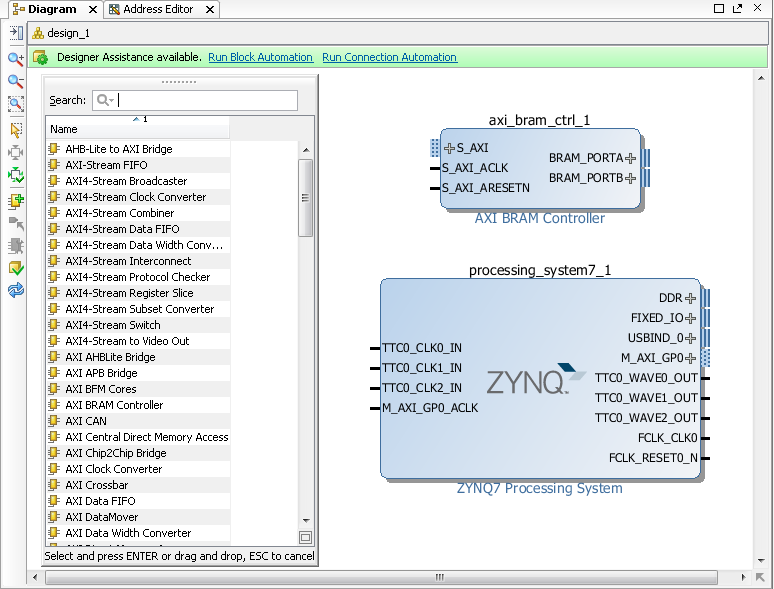 Diagram
Address Editor
design_1
Designer Assistance available. Run Block Automation Run Connection Automation
Search:
Name
1
AHB-Lite to AXI Bridge
AXI-Stream FIFO
AXI4-Stream Broadcaster
AXI4-Stream Clock Converter
AXI4-Stream Combiner
AXI4-Stream Data FIFO
AXI4-Stream Data Width Conv...
AXI4-Stream Interconnect
AXI4-Stream Protocol Checker
AXI4-Stream Register Slice
AXI4-Stream Subset Converter
AXI4-Stream Switch
AXI4-Stream to Video Out
AXI AHBLite Bridge
AXI APB Bridge
AXI BFM Cores
AXI BRAM Controller
AXI CAN
AXI Central Direct Memory Access
AXI Chip2Chip Bridge
AXI Clock Converter
AXI Crossbar
AXI Data FIFO
AXI DataMover
AXI Data Width Converter
Select and press ENTER or drag and drop, ESC to cancel
axi_bram_ctrl_1
S_AXI
S_AXI_ACLK
S_AXI_ARESETN
BRAM_PORTA
BRAM_PORTB
AXI BRAM Controller
processing_system7_1
TTC0_CLK0_IN
TTC0_CLK1_IN
TTC0_CLK2_IN
M_AXI_GP0_ACLK
ZYNQ
DDR
FIXED_IO
USBIND_0
M_AXI_GP0
TTC0_WAVE0_OUT
TTC0_WAVE1_OUT
TTC0_WAVE2_OUT
FCLK_CLK0
FCLK_RESET0_N
ZYNQ7 Processing System